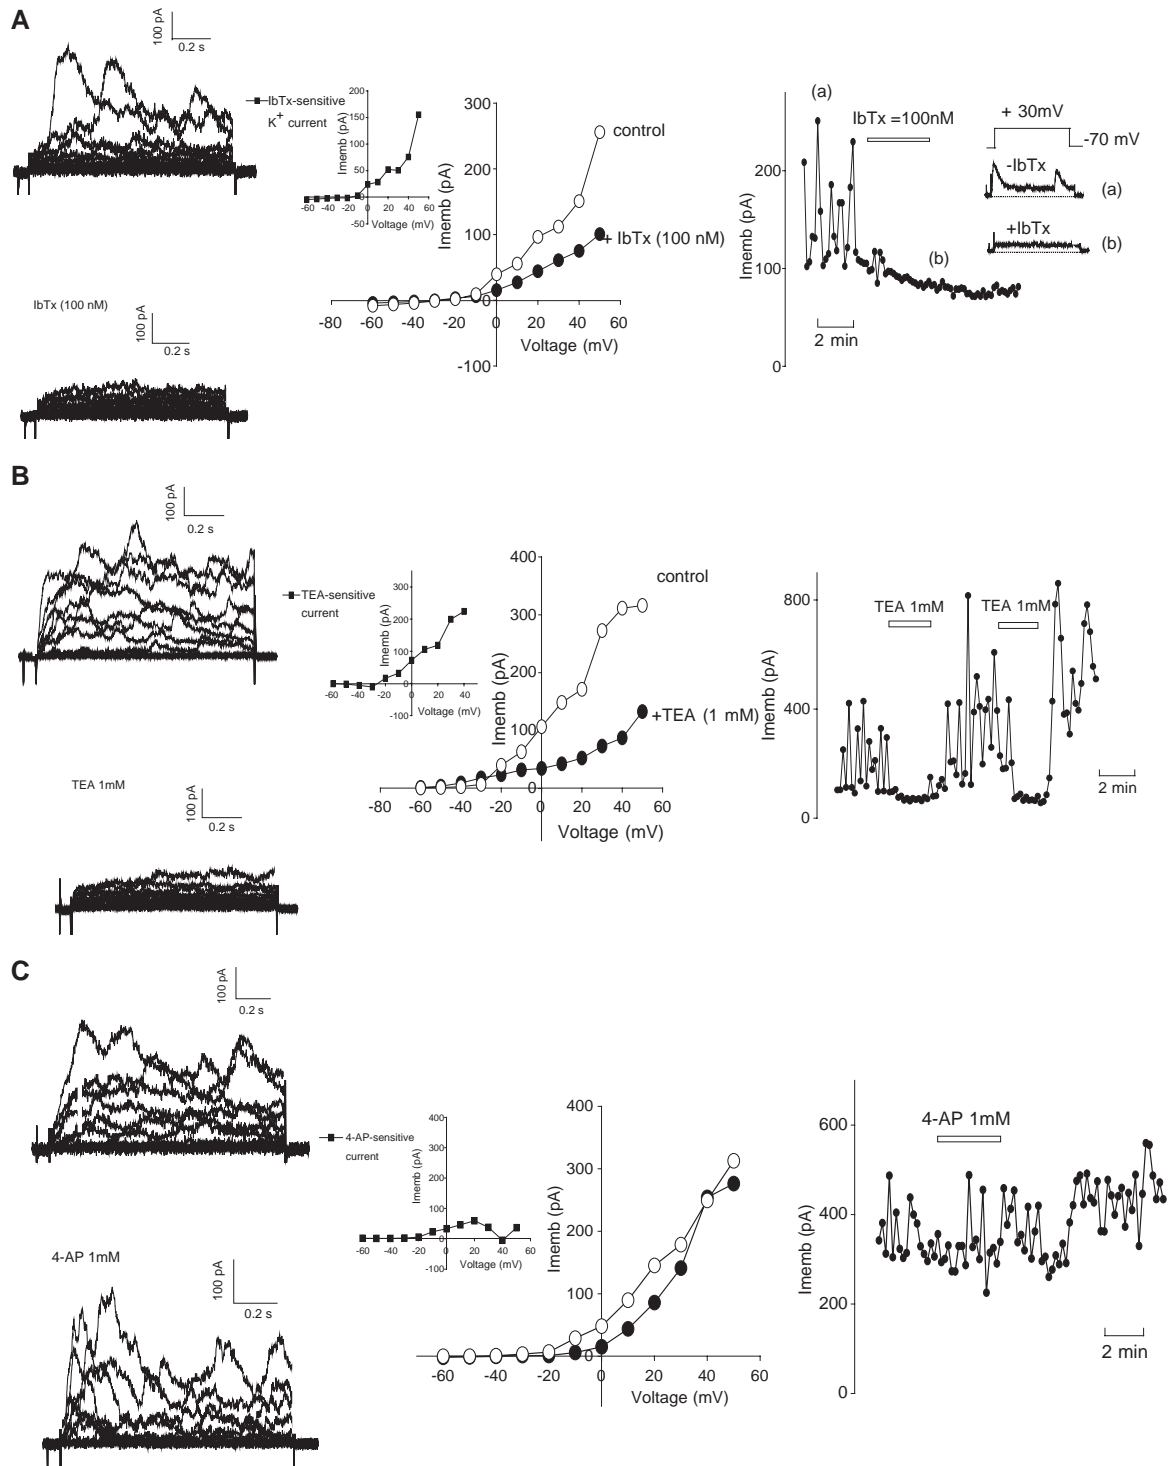 A
100 pA
0.2 s
IbTx-sensitive
K+ current
Imemb (pA)
200
150
100
50
0
-50
-60 -40 -20 0 20 40 60
Voltage (mV)
Imemb (pA)
300
100
0
-100
-80 -60 -40 -20 0 20 40 60
Voltage (mV)
control
+ IbTx (100 nM)
IbTx (100 nM)
100 pA
0.2 s
(a)
IbTx =100nM
Imemb (pA)
200
100
0
(b)
2 min
+ 30mV
-70 mV
-IbTx
(a)
+IbTx
(b)
B
100 pA
0.2 s
TEA-sensitive
current
Imemb (pA)
300
200
100
0
-100
-60 -40 -20 0 20 40
Voltage (mV)
Imemb (pA)
400
300
200
100
0
-80 -60 -40 -20 0 20 40 60
Voltage (mV)
control
+TEA (1 mM)
TEA 1mM
100 pA
0.2 s
Imemb (pA)
800
400
0
TEA 1mM
TEA 1mM
2 min
C
100 pA
0.2 s
4-AP-sensitive
current
Imemb (pA)
400
300
200
100
0
-100
-60 -40 -20 0 20 40 60
Voltage (mV)
Imemb (pA)
400
300
200
100
0
-60 -40 -20 0 20 40 60
Voltage (mV)
4-AP 1mM
100 pA
0.2 s
4-AP 1mM
Imemb (pA)
600
400
200
0
2 min